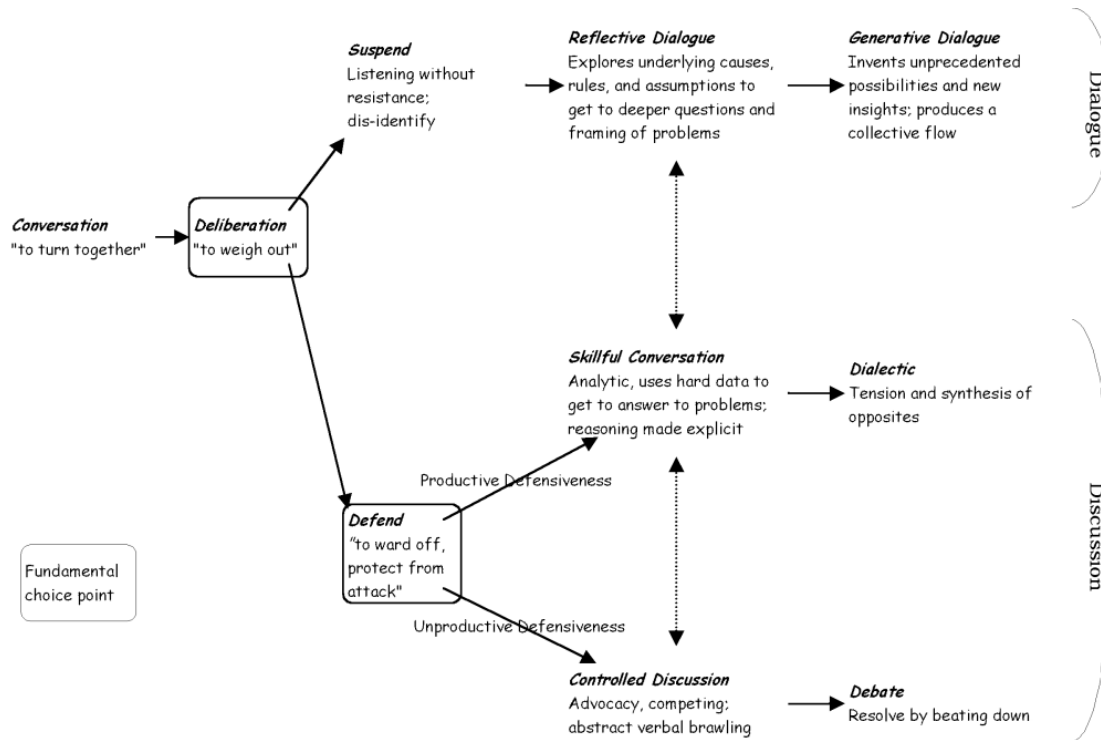 Suspend
Listening without
resistance;
dis-identify
Reflective Dialogue
Explores underlying causes,
rules, and assumptions to
get to deeper questions and
framing of problems
Generative Dialogue
Invents unprecedented
possibilities and new
insights; produces a
collective flow
Dialogue
Conversation
"to turn together"
Deliberation
"to weigh out"
Skillful Conversation
Analytic, uses hard data to
get to answer to problems;
reasoning made explicit
Dialectic
Tension and synthesis of
opposites
Productive Defensiveness
Defend
"to ward off,
protect from
attack"
Unproductive Defensiveness
Discussion
Fundamental
choice point
Controlled Discussion
Advocacy, competing;
abstract verbal brawling
Debate
Resolve by beating down